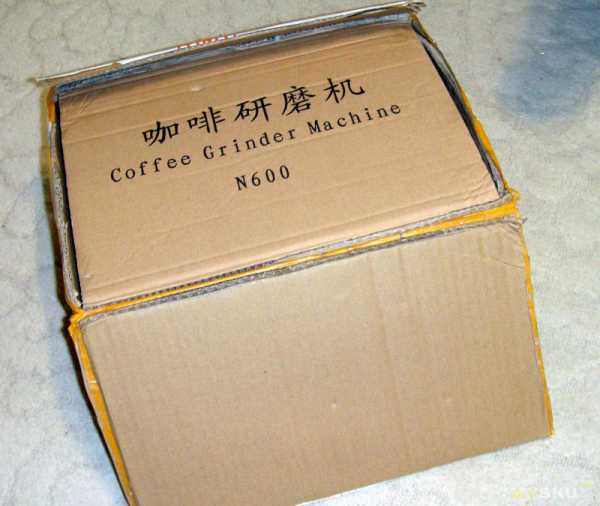 咖啡研磨机
Coffee Grinder Machine
N600